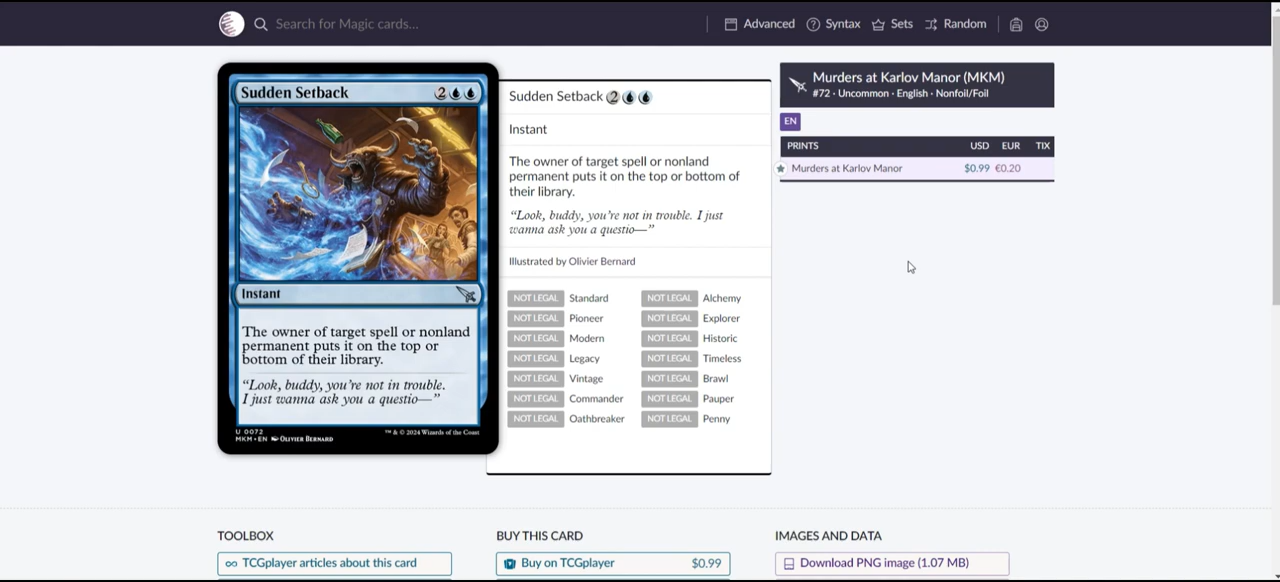 Search for Magic cards...
Advanced
Syntax
Sets
Random
Sudden Setback 2
Instant
The owner of target spell or nonland
permanent puts it on the top or
bottom of their library.
“Look, buddy, you're not in trouble.
I just wanna ask you a questio—”
U 0072
MKM • EN OLIVIER BERNARD
™ & © 2024 Wizards of the Coast
Sudden Setback 2
Instant
The owner of target spell or nonland
permanent puts it on the top or bottom of
their library.
“Look, buddy, you're not in trouble. I just
wanna ask you a questio—”
Illustrated by Olivier Bernard
NOT LEGAL Standard NOT LEGAL Alchemy
NOT LEGAL Pioneer NOT LEGAL Explorer
NOT LEGAL Modern NOT LEGAL Historic
NOT LEGAL Legacy NOT LEGAL Timeless
NOT LEGAL Vintage NOT LEGAL Brawl
NOT LEGAL Commander NOT LEGAL Pauper
NOT LEGAL Oathbreaker NOT LEGAL Penny
Murders at Karlov Manor (MKM)
#72 • Uncommon • English • Nonfoil/Foil
EN
PRINTS USD EUR TIX
Murders at Karlov Manor $0.99 €0.20
TOOLBOX
TCGplayer articles about this card
BUY THIS CARD
Buy on TCGplayer $0.99
IMAGES AND DATA
Download PNG image (1.07 MB)